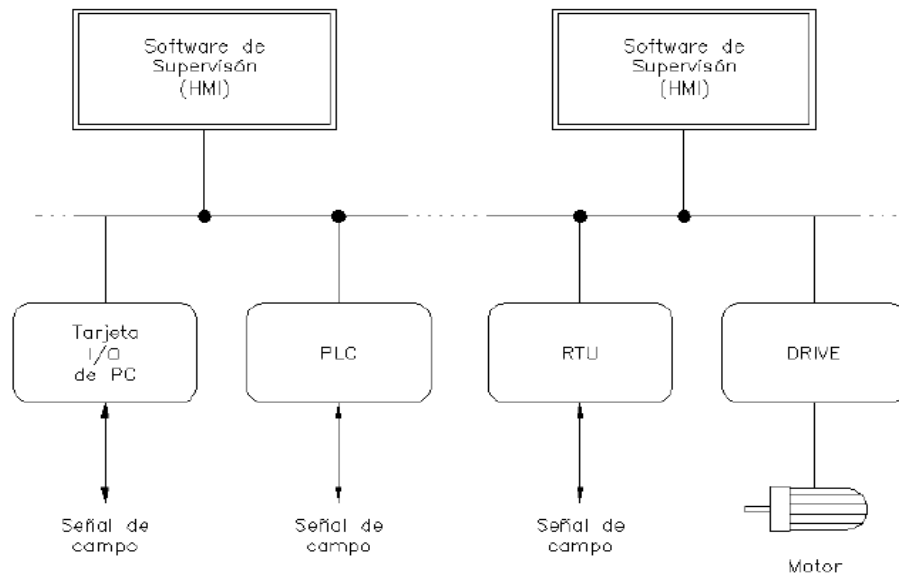 Software de
Supervisón
(HMI)
Software de
Supervisón
(HMI)
Tarjeta
I/O
de PC
PLC
RTU
DRIVE
Señal de
campo
Señal de
campo
Señal de
campo
Motor